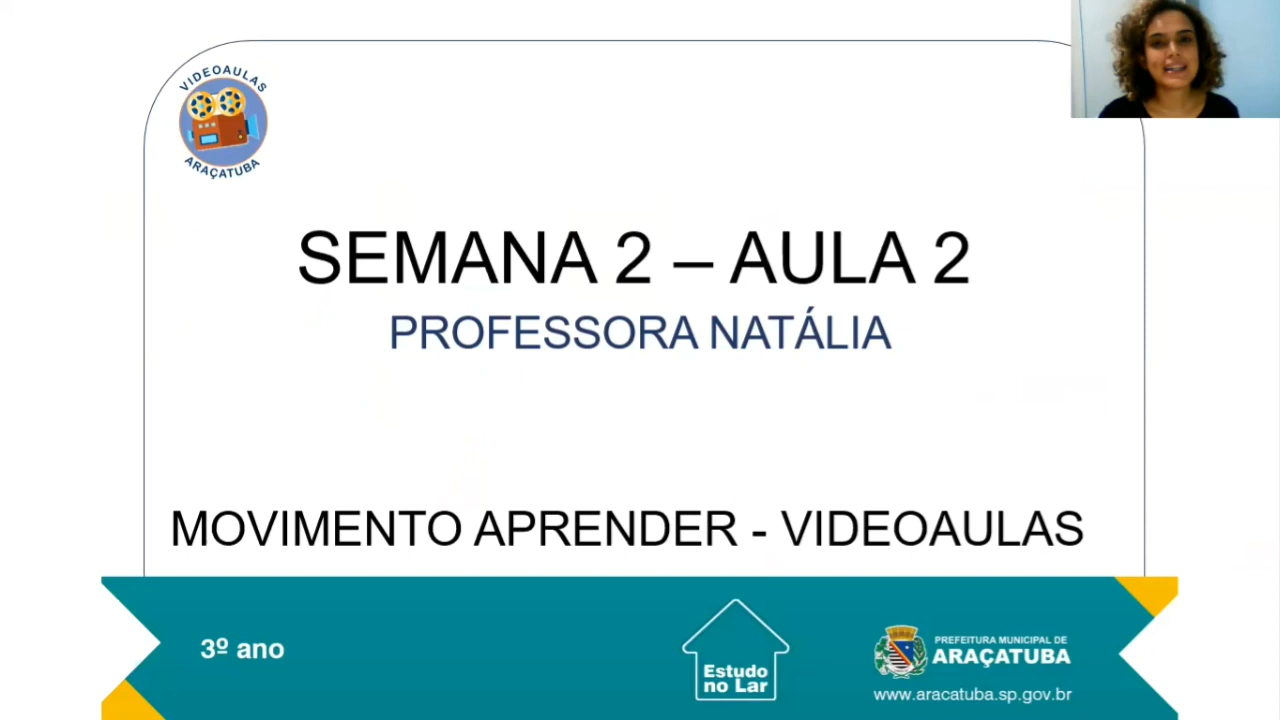 VIDEOAULAS
ARAÇATUBA
SEMANA 2 – AULA 2
PROFESSORA NATÁLIA
MOVIMENTO APRENDER - VIDEOAULAS
3º ano
Estudo
no Lar
PREFEITURA MUNICIPAL DE
ARAÇATUBA
www.aracatuba.sp.gov.br